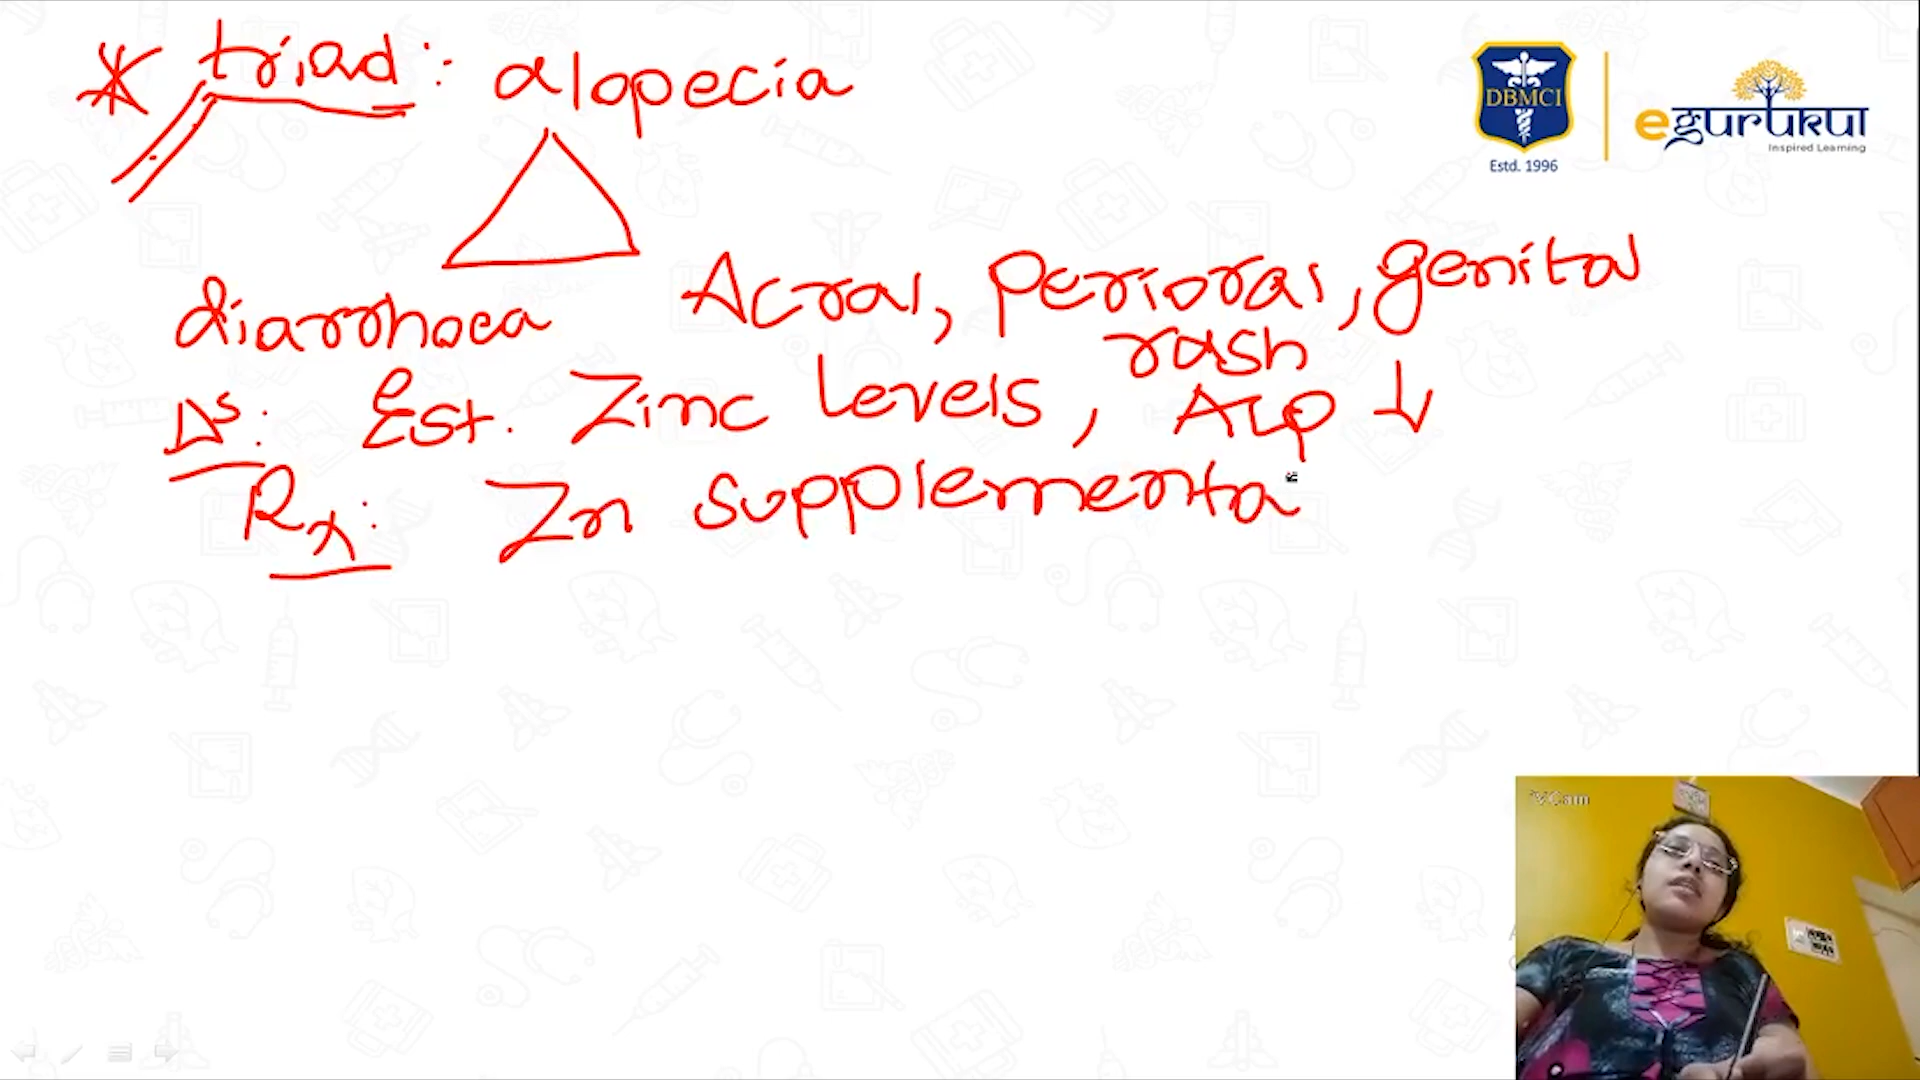 * triad: alopecia
diarrhoea Acral, Perioral, genital
rash
Δs: Est. Zinc levels, ALP ↓
Rx: Zn supplementa
DBMCI
Estd. 1996
egurukul
Inspired Learning
VCam